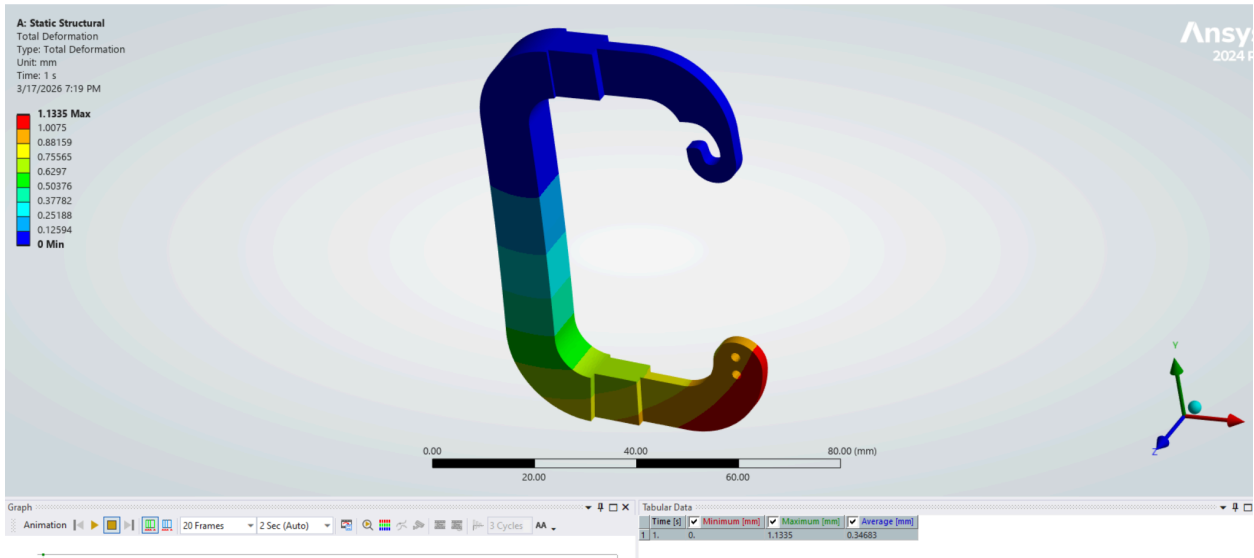 A: Static Structural
Total Deformation
Type: Total Deformation
Unit: mm
Time: 1 s
3/17/2026 7:19 PM
1.1335 Max
1.0075
0.88159
0.75565
0.6297
0.50376
0.37782
0.25188
0.12594
0 Min
Ansys
2024
Y
Z
0.00 40.00 80.00 (mm)
20.00 60.00
Graph
Animation 20 Frames 2 Sec (Auto) 3 Cycles AA
Tabular Data
Time [s] Minimum [mm] Maximum [mm] Average [mm]
1 1. 0. 1.1335 0.34683